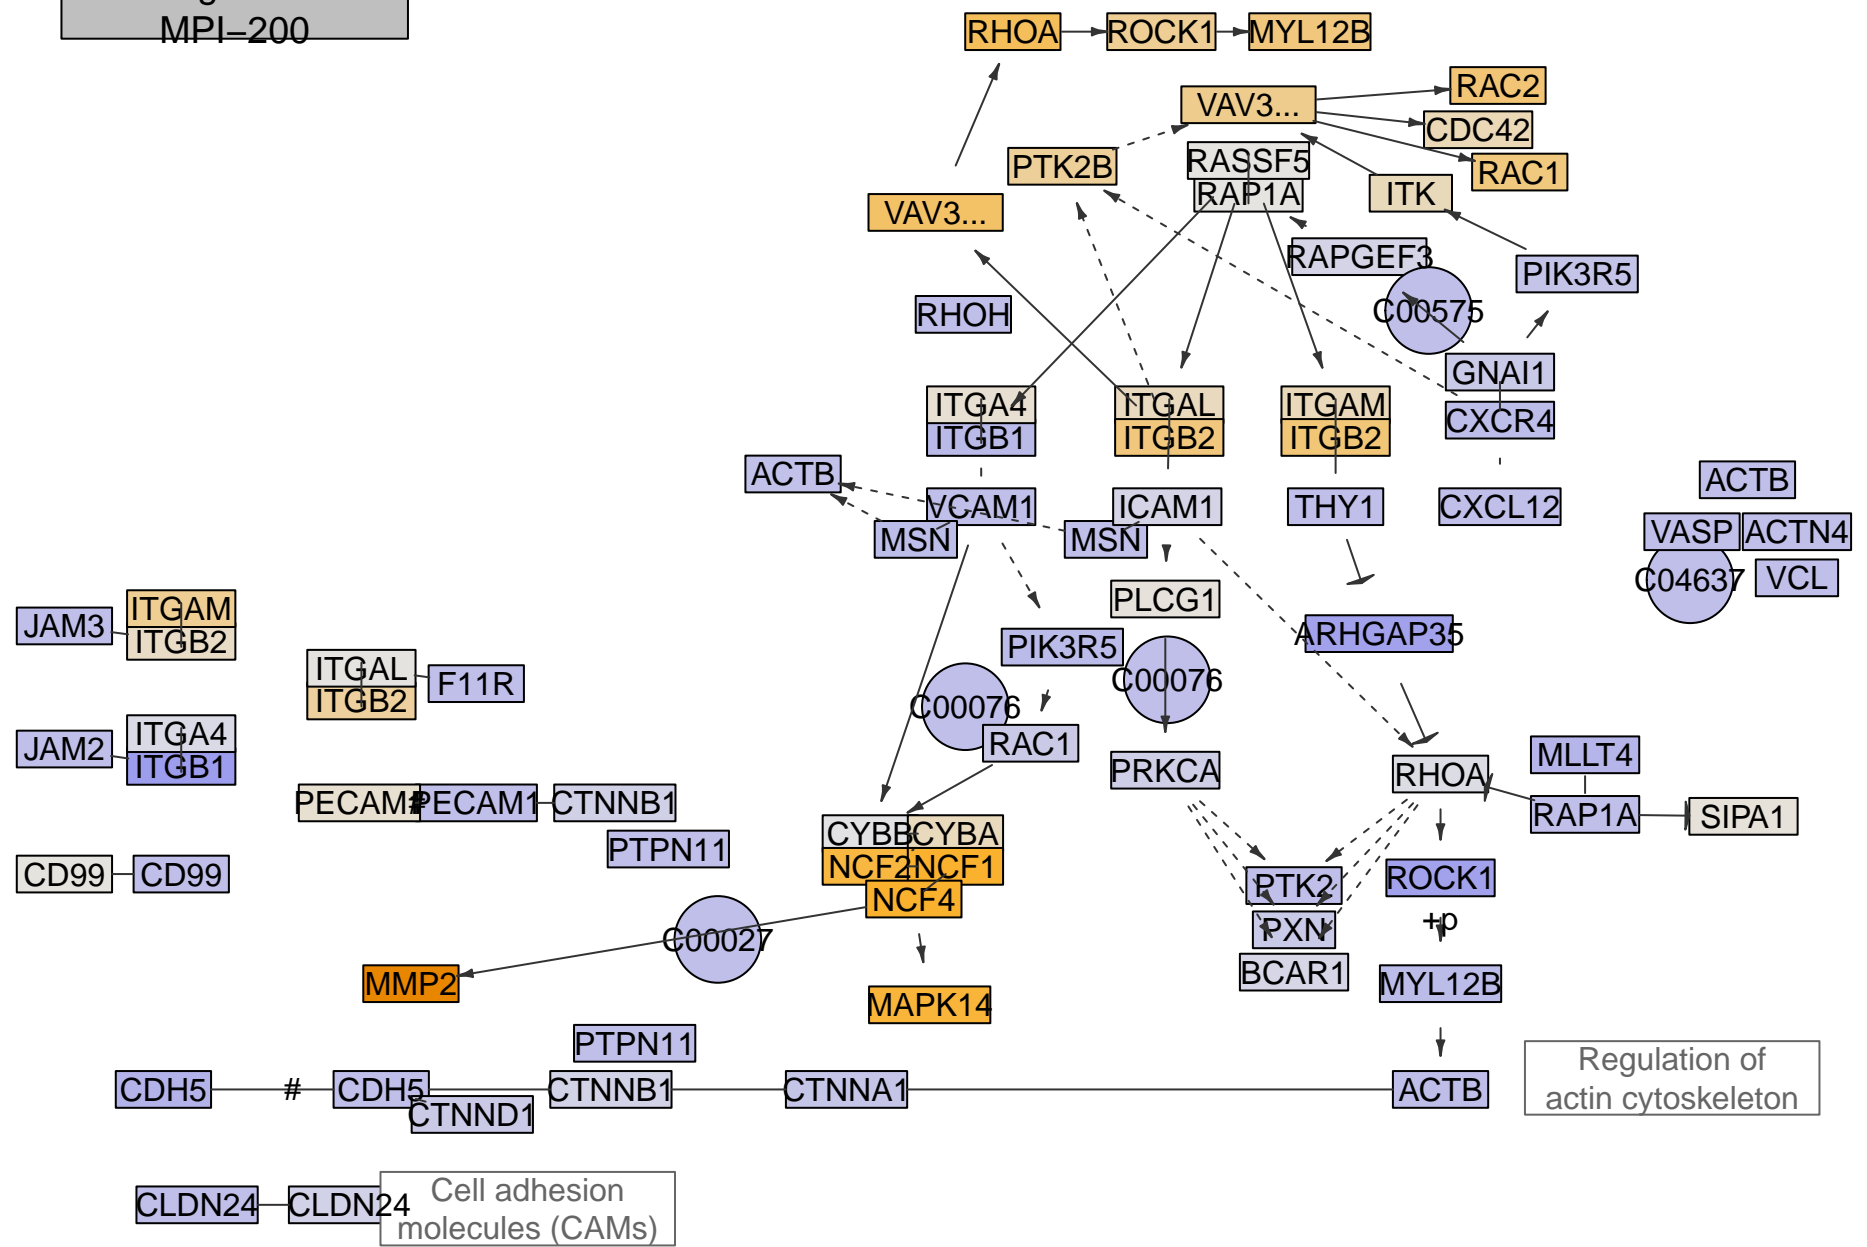 MPI−200
RHOA
ROCK1
MYL12B
RAC2
VAV3...
CDC42
RASSF5
PTK2B
RAC1
RAP1A
ITK
VAV3...
RAPGEF3
PIK3R5
RHOH
C00575
GNAI1
ITGA4
ITGAL
ITGAM
CXCR4
ITGB1
ITGB2
ITGB2
ACTB
ACTB
VCAM1
ICAM1
THY1
CXCL12
MSN
MSN
VASP
ACTN4
C04637
VCL
PLCG1
ITGAM
JAM3
ITGB2
ARHGAP35
PIK3R5
ITGAL
F11R
C00076
ITGB2
C00076
ITGA4
JAM2
RAC1
MLLT4
ITGB1
PRKCA
RHOA
PECAM1
#
PECAM1
CTNNB1
RAP1A
SIPA1
CYBB
CYBA
PTPN11
NCF2
NCF1
CD99
CD99
PTK2
ROCK1
NCF4
+p
PXN
C00027
BCAR1
MMP2
MYL12B
MAPK14
PTPN11
Regulation of
actin cytoskeleton
CDH5
#
CDH5
CTNNB1
CTNNA1
ACTB
CTNND1
CLDN24
CLDN24
Cell adhesion
molecules (CAMs)